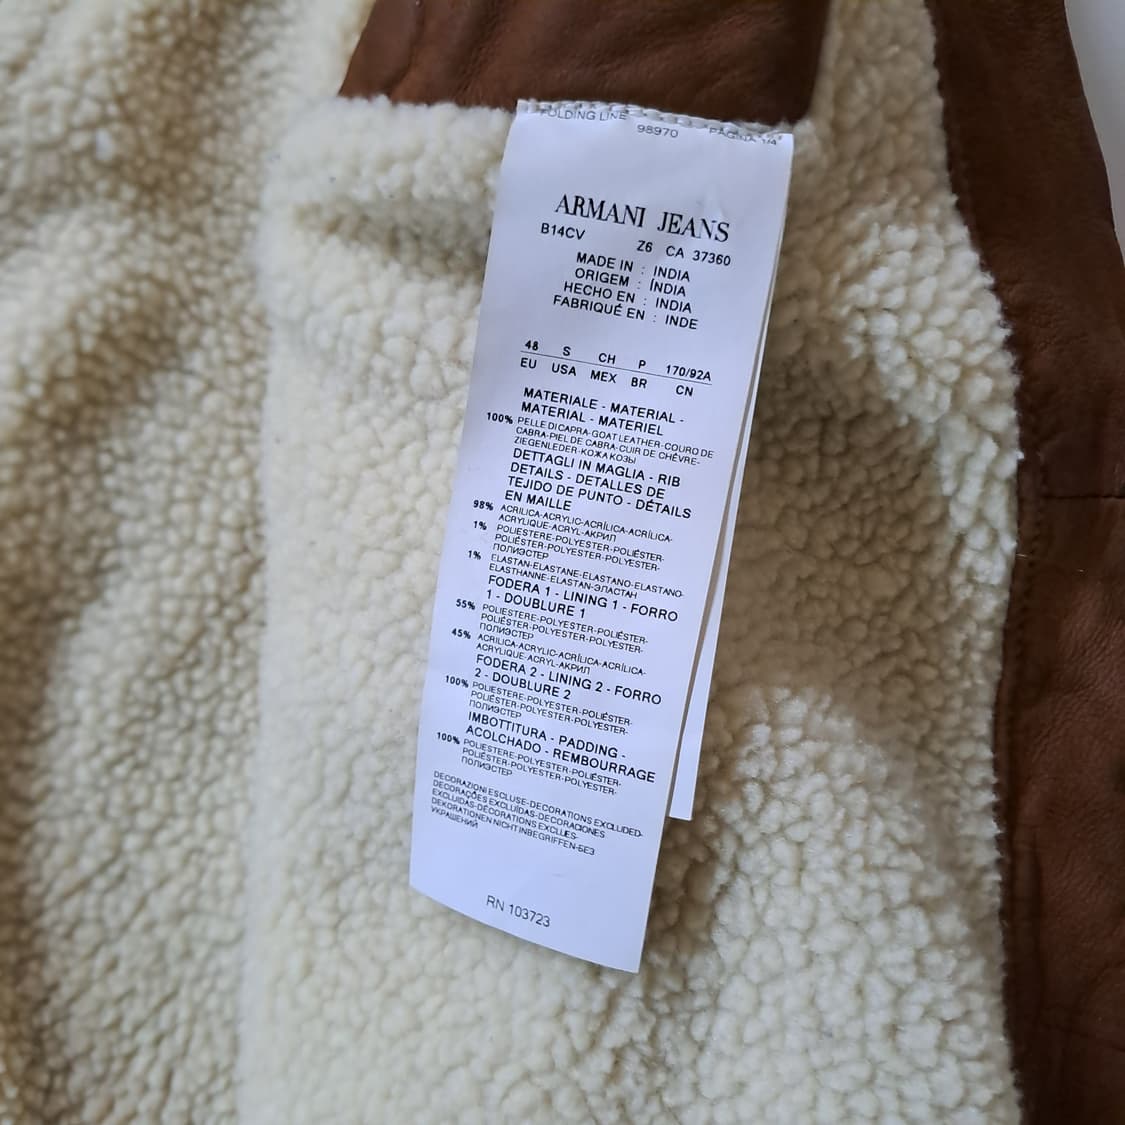 FOLDING LINE 98970 PAGINA 1/4
ARMANI JEANS
B14CV Z6 CA 37360
MADE IN : INDIA
ORIGEM : ÍNDIA
HECHO EN : INDIA
FABRIQUÉ EN : INDE
48 S CH P 170/92A
EU USA MEX BR CN
MATERIALE - MATERIAL -
MATERIAL - MATERIEL
100% PELLE DI CAPRA-GOAT LEATHER-COURO DE
CABRA-PIEL DE CABRA-CUIR DE CHÈVRE-
ZIEGENLEDER-КОЖА КОЗЫ
DETTAGLI IN MAGLIA - RIB
DETAILS - DETALLES DE
TEJIDO DE PUNTO - DÉTAILS
EN MAILLE
98% ACRILICA-ACRYLIC-ACRÍLICA-ACRÍLICA-
ACRYLIQUE-ACRYL-АКРИЛ
1% POLIESTERE-POLYESTER-POLIÉSTER-
POLIÉSTER-POLYESTER-POLYESTER-
ПОЛИЭСТЕР
1% ELASTAN-ELASTANE-ELASTANO-ELASTANO-
ELASTHANNE-ELASTAN-ЭЛАСТАН
FODERA 1 - LINING 1 - FORRO
1 - DOUBLURE 1
55% POLIESTERE-POLYESTER-POLIÉSTER-
POLIÉSTER-POLYESTER-POLYESTER-
ПОЛИЭСТЕР
45% ACRILICA-ACRYLIC-ACRÍLICA-ACRÍLICA-
ACRYLIQUE-ACRYL-АКРИЛ
FODERA 2 - LINING 2 - FORRO
2 - DOUBLURE 2
100% POLIESTERE-POLYESTER-POLIÉSTER-
POLIÉSTER-POLYESTER-POLYESTER-
ПОЛИЭСТЕР
IMBOTTITURA - PADDING -
ACOLCHADO - REMBOURRAGE
100% POLIESTERE-POLYESTER-POLIÉSTER-
POLIÉSTER-POLYESTER-POLYESTER-
ПОЛИЭСТЕР
DECORAZIONI ESCLUSE-DECORATIONS EXCLUDED-
DECORAÇÕES EXCLUÍDAS-DECORACIONES
EXCLUIDAS-DÉCORATIONS EXCLUES-
DEKORATIONEN NICHT INBEGRIFFEN-БЕЗ
УКРАШЕНИЙ
RN 103723